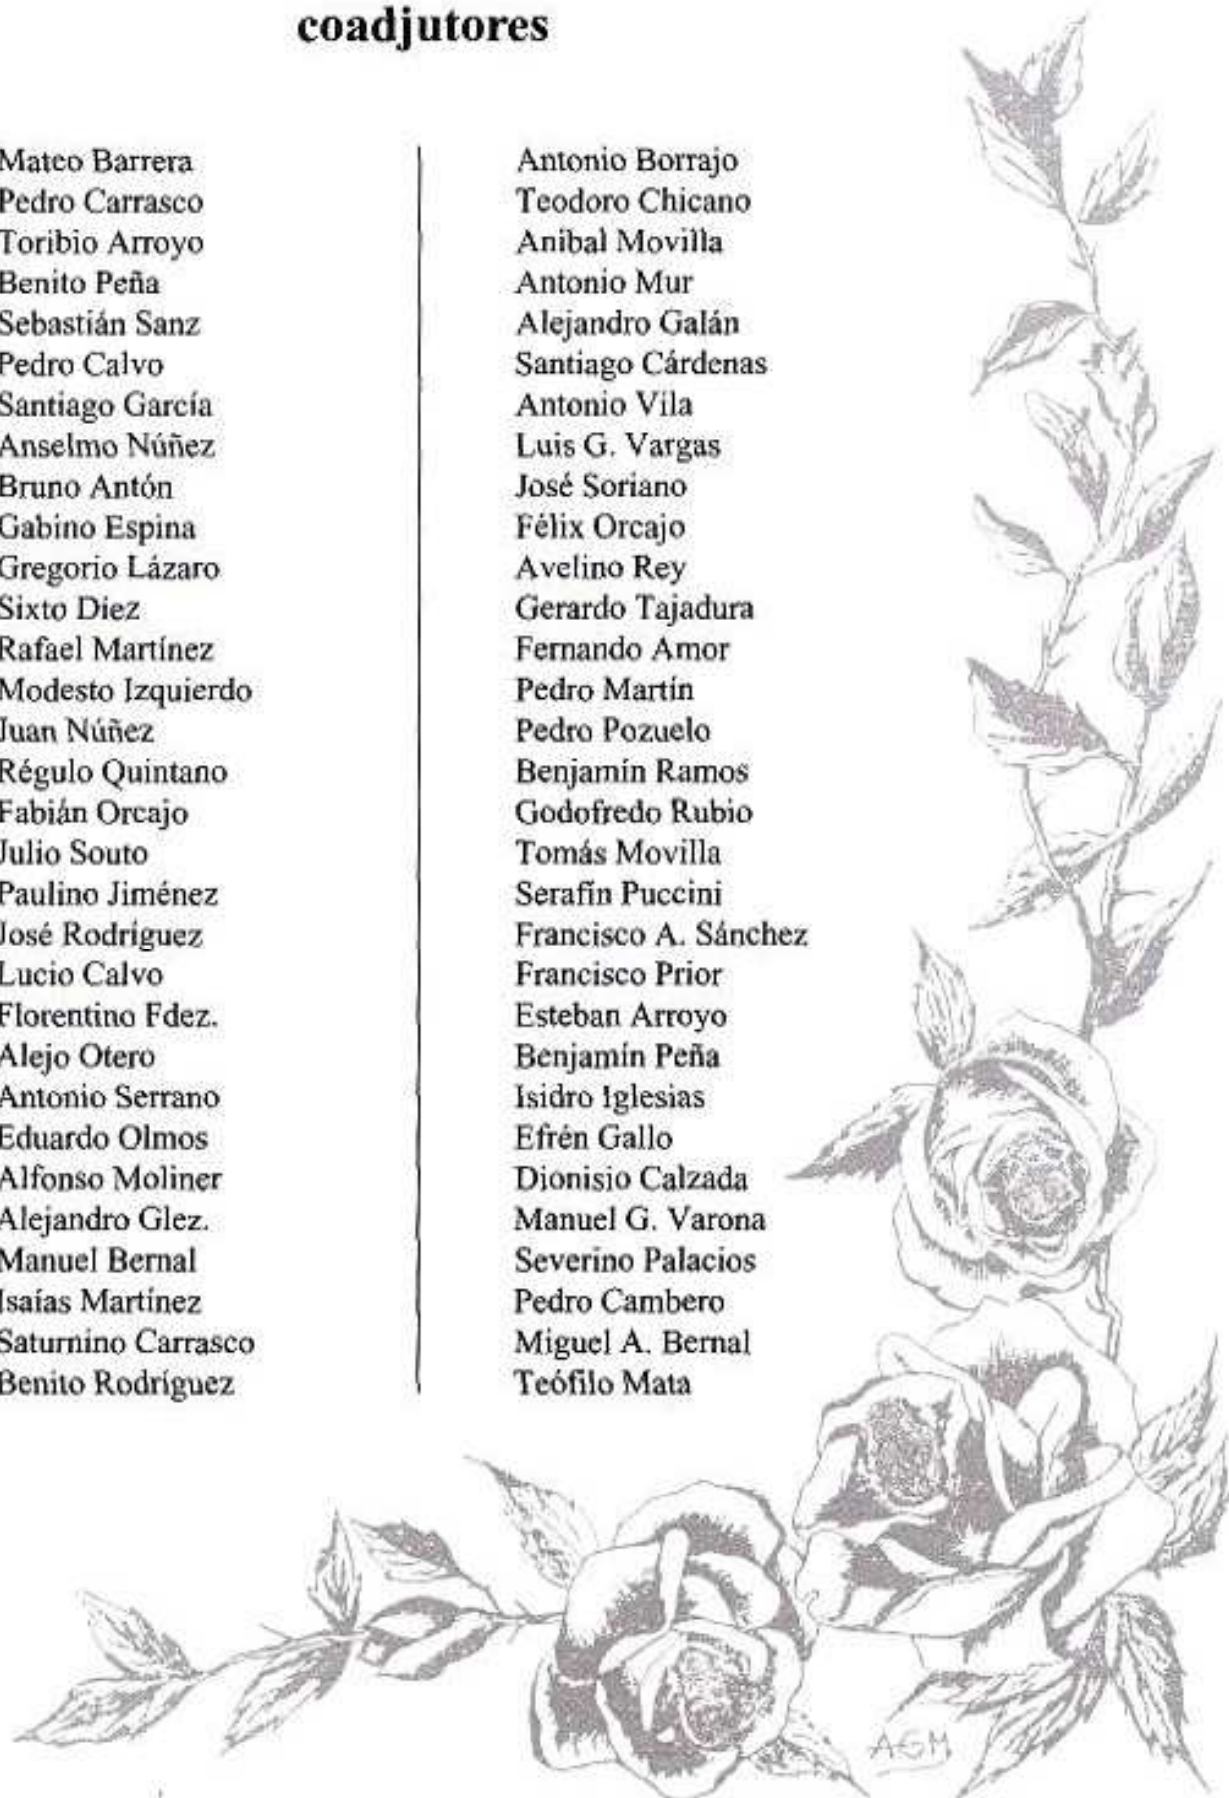 coadjutores
Mateo Barrera
Pedro Carrasco
Toribio Arroyo
Benito Peña
Sebastián Sanz
Pedro Calvo
Santiago García
Anselmo Núñez
Bruno Antón
Gabino Espina
Gregorio Lázaro
Sixto Díez
Rafael Martínez
Modesto Izquierdo
Juan Núñez
Régulo Quintano
Fabián Orcajo
Julio Souto
Paulino Jiménez
José Rodríguez
Lucio Calvo
Florentino Fdez.
Alejo Otero
Antonio Serrano
Eduardo Olmos
Alfonso Moliner
Alejandro Glez.
Manuel Bernal
Isaías Martínez
Saturnino Carrasco
Benito Rodríguez
Antonio Borrajo
Teodoro Chicano
Aníbal Movilla
Antonio Mur
Alejandro Galán
Santiago Cárdenas
Antonio Vila
Luis G. Vargas
José Soriano
Félix Orcajo
Avelino Rey
Gerardo Tajadura
Fernando Amor
Pedro Martín
Pedro Pozuelo
Benjamín Ramos
Godofredo Rubio
Tomás Movilla
Serafín Puccini
Francisco A. Sánchez
Francisco Prior
Esteban Arroyo
Benjamín Peña
Isidro Iglesias
Efrén Gallo
Dionisio Calzada
Manuel G. Varona
Severino Palacios
Pedro Cambero
Miguel A. Bernal
Teófilo Mata
AGM